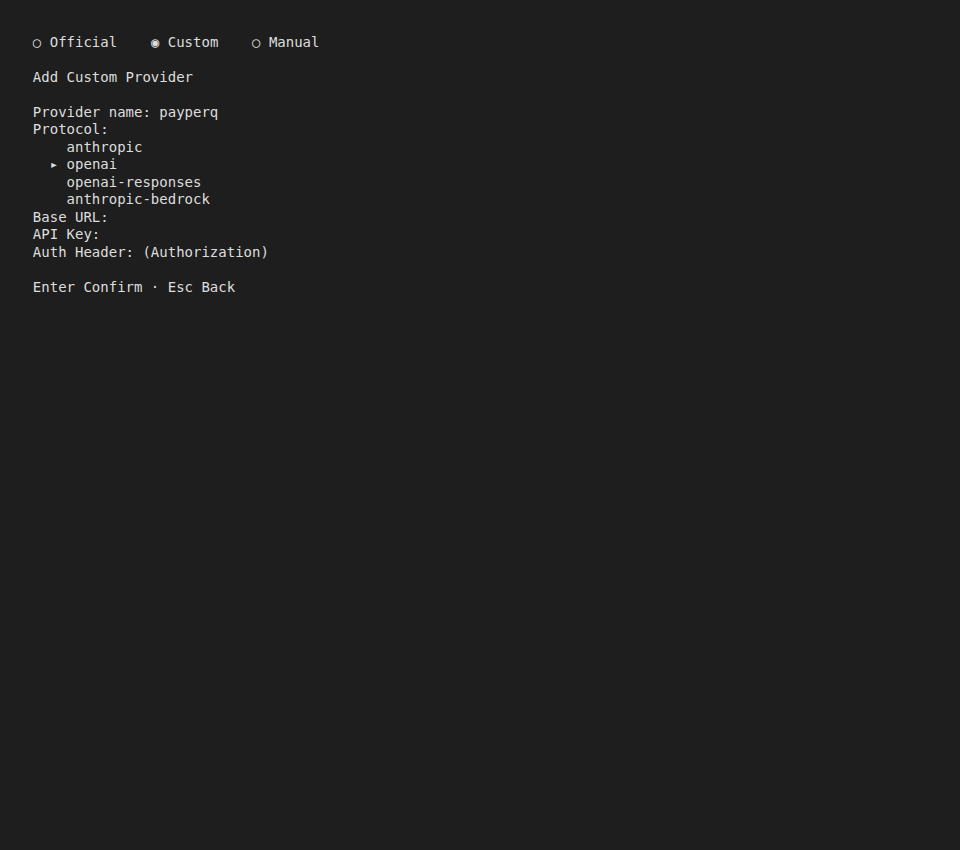 ○ Official    ◉ Custom    ○ Manual
Add Custom Provider
Provider name: payperq
Protocol:
    anthropic
  ▸ openai
    openai-responses
    anthropic-bedrock
Base URL:
API Key:
Auth Header: (Authorization)
Enter Confirm · Esc Back